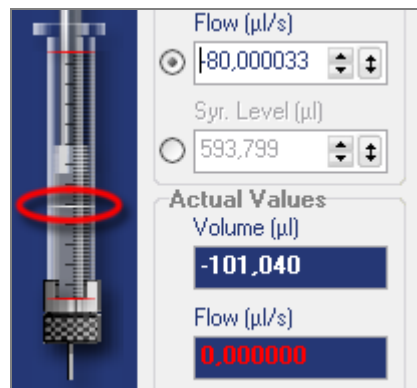 Flow (µl/s)
-80,000033
Syr. Level (µl)
593,799
Actual Values
Volume (µl)
-101,040
Flow (µl/s)
0,000000